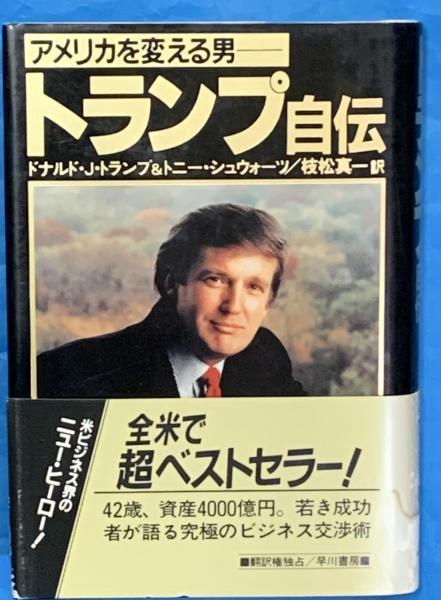 アメリカを変える男──
トランプ自伝
ドナルド・J・トランプ&トニー・シュウォーツ/枝松真一訳
米ビジネス界の
ニュー・ヒーロー!
全米で
超ベストセラー!
42歳、資産4000億円。若き成功
者が語る究極のビジネス交渉術
■翻訳権独占/早川書房■